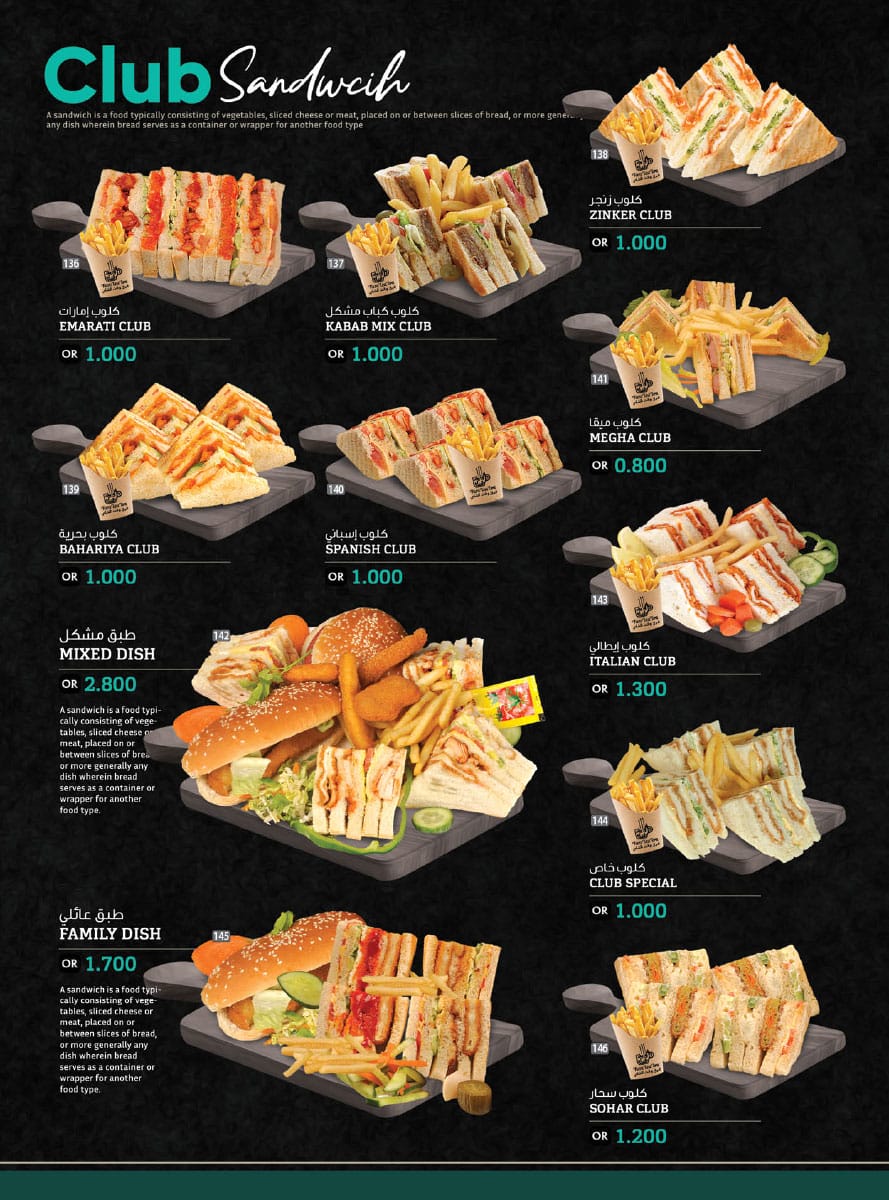 Club Sandwcih
A sandwich is a food typically consisting of vegetables, sliced cheese or meat, placed on or between slices of bread, or more
any dish wherein bread serves as a container or wrapper for another food type
138
كلوب زنجر
ZINKER CLUB
OR 1.000
136
كلوب إمارات
EMARATI CLUB
OR 1.000
137
كلوب كباب مشكل
KABAB MIX CLUB
OR 1.000
141
كلوب ميقا
MEGHA CLUB
OR 0.800
139
كلوب بحرية
BAHARIYA CLUB
OR 1.000
140
كلوب إسباني
SPANISH CLUB
OR 1.000
143
كلوب إيطالي
ITALIAN CLUB
OR 1.300
142
طبق مشكل
MIXED DISH
OR 2.800
A sandwich is a food typi-
cally consisting of vege-
tables, sliced cheese
meat, placed on or
between slices of
or more generally any
dish wherein bread
serves as a container or
wrapper for another
food type.
144
كلوب خاص
CLUB SPECIAL
OR 1.000
145
طبق عائلي
FAMILY DISH
OR 1.700
A sandwich is a food typi-
cally consisting of vege-
tables, sliced cheese or
meat, placed on or
between slices of bread,
or more generally any
dish wherein bread
serves as a container or
wrapper for another
food type.
146
كلوب سحار
SOHAR CLUB
OR 1.200